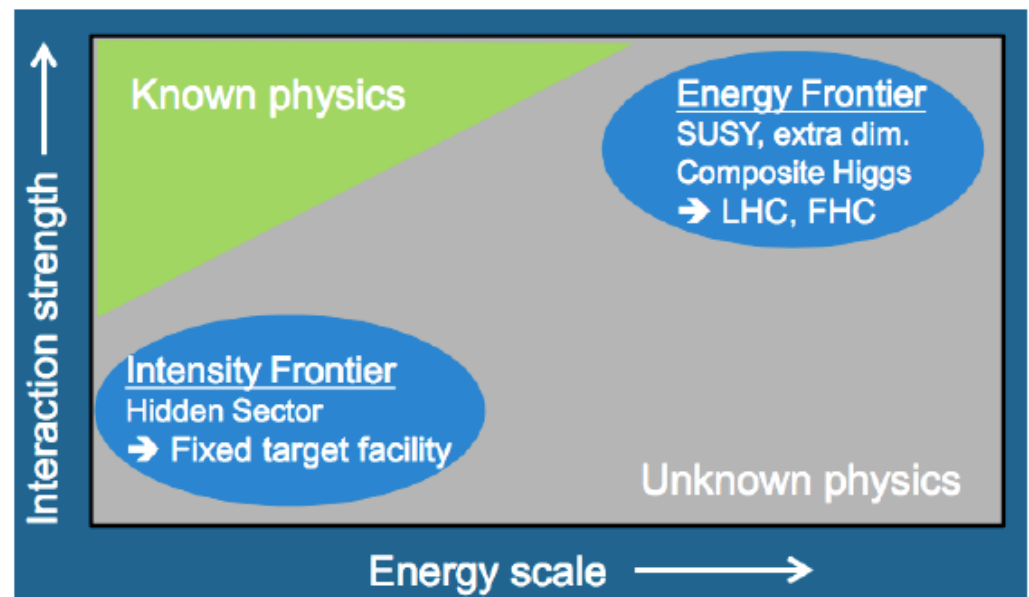 Interaction strength
Known physics
Energy Frontier
SUSY, extra dim.
Composite Higgs
➔ LHC, FHC
Intensity Frontier
Hidden Sector
➔ Fixed target facility
Unknown physics
Energy scale